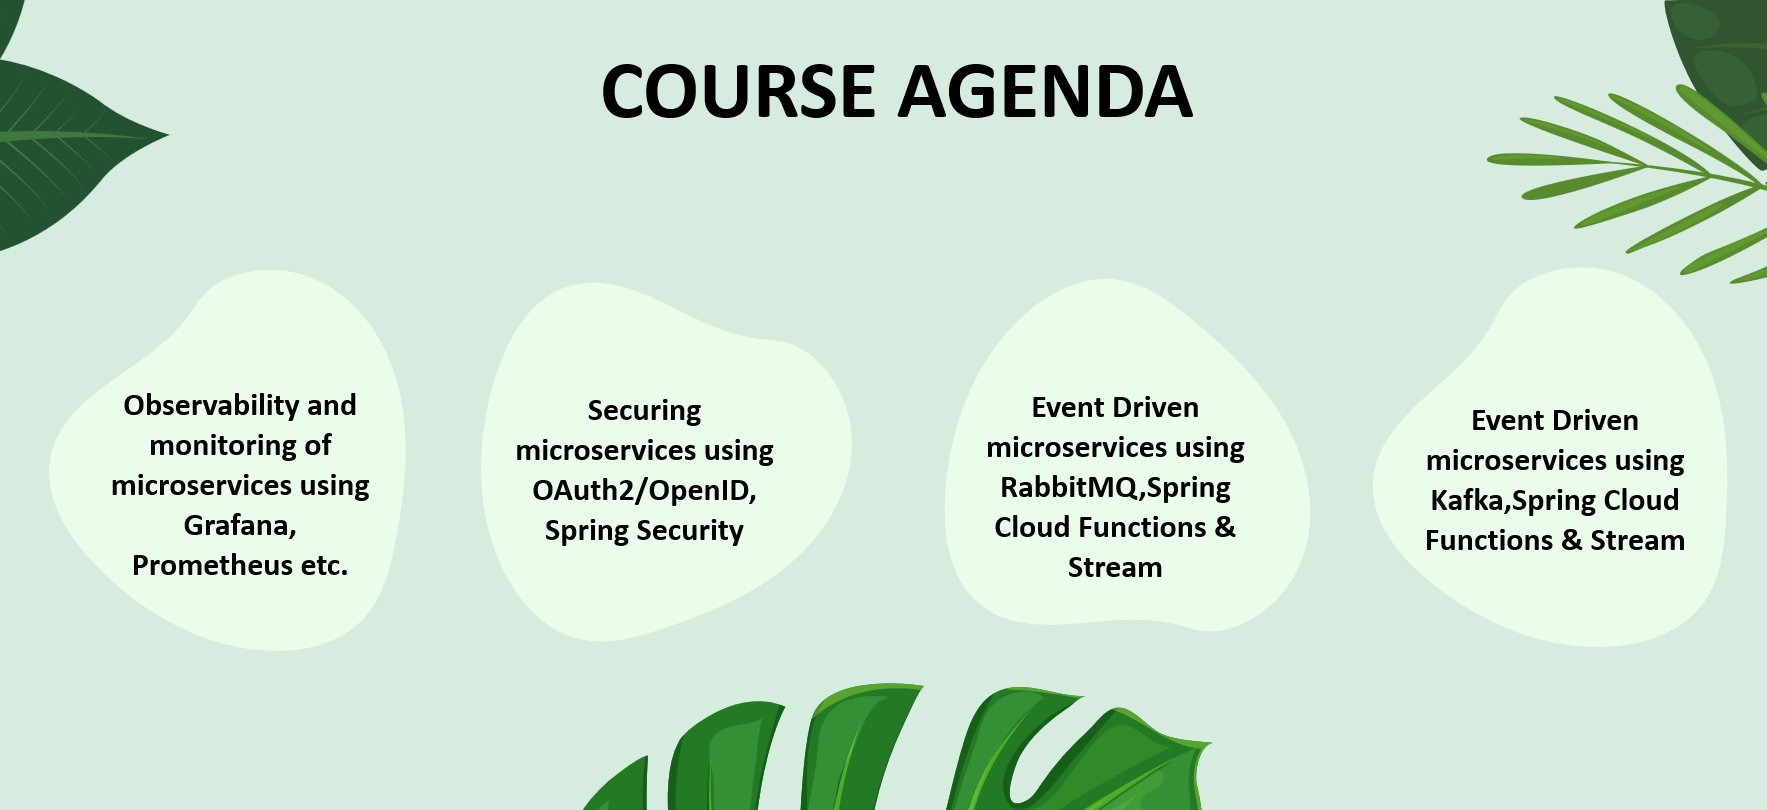 COURSE AGENDA
Observability and
monitoring of
microservices using
Grafana,
Prometheus etc.
Securing
microservices using
OAuth2/OpenID,
Spring Security
Event Driven
microservices using
RabbitMQ,Spring
Cloud Functions &
Stream
Event Driven
microservices using
Kafka,Spring Cloud
Functions & Stream